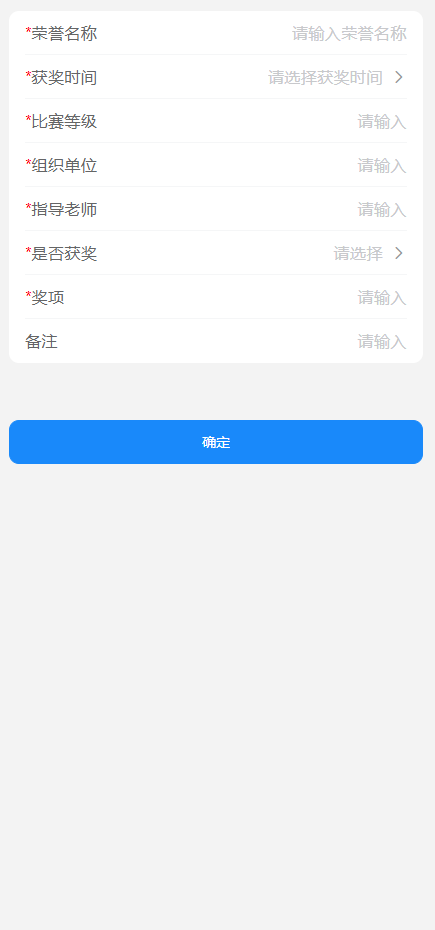 *荣誉名称 请输入荣誉名称
*获奖时间 请选择获奖时间
*比赛等级 请输入
*组织单位 请输入
*指导老师 请输入
*是否获奖 请选择
*奖项 请输入
备注 请输入
确定